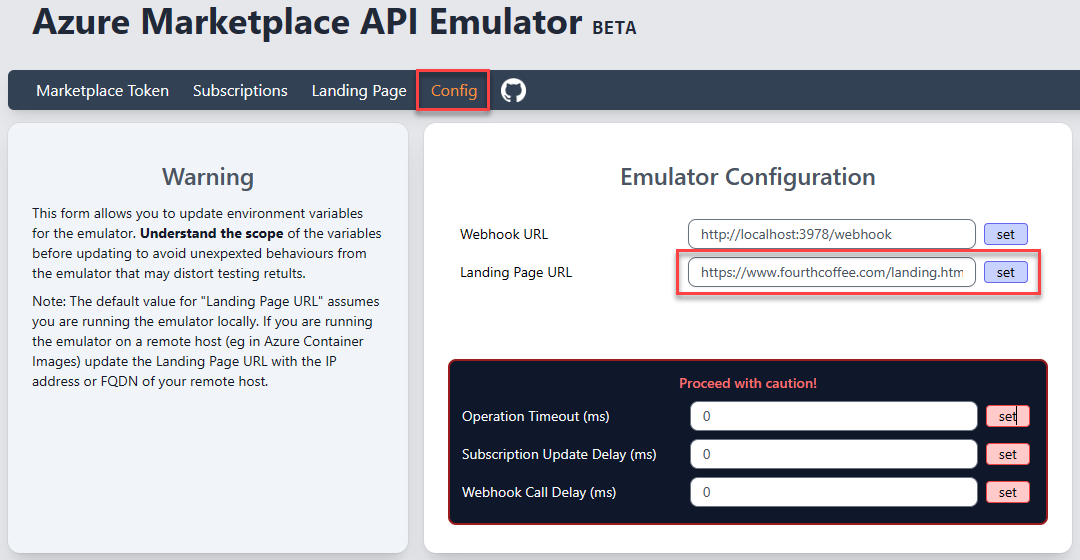 Azure Marketplace API Emulator BETA
Marketplace Token Subscriptions Landing Page Config
Warning
This form allows you to update environment variables
for the emulator. Understand the scope of the variables
before updating to avoid unexpected behaviours from
the emulator that may distort testing retults.
Note: The default value for "Landing Page URL" assumes
you are running the emulator locally. If you are running
the emulator on a remote host (eg in Azure Container
Images) update the Landing Page URL with the IP
address or FQDN of your remote host.
Emulator Configuration
Webhook URL http://localhost:3978/webhook set
Landing Page URL https://www.fourthcoffee.com/landing.htm set
Proceed with caution!
Operation Timeout (ms) 0 set
Subscription Update Delay (ms) 0 set
Webhook Call Delay (ms) 0 set